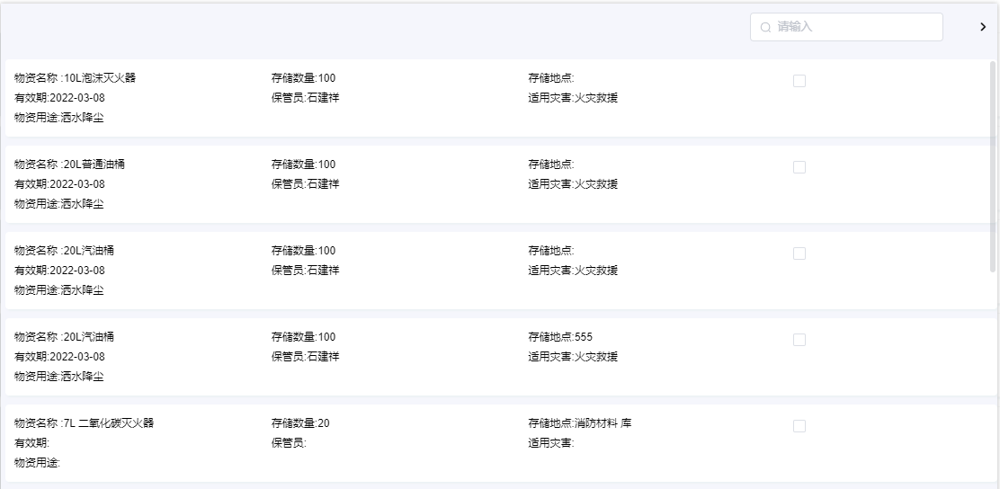 请输入
物资名称 :10L泡沫灭火器 存储数量:100 存储地点:
有效期:2022-03-08 保管员:石建祥 适用灾害:火灾救援
物资用途:洒水降尘
物资名称 :20L普通油桶 存储数量:100 存储地点:
有效期:2022-03-08 保管员:石建祥 适用灾害:火灾救援
物资用途:洒水降尘
物资名称 :20L汽油桶 存储数量:100 存储地点:
有效期:2022-03-08 保管员:石建祥 适用灾害:火灾救援
物资用途:洒水降尘
物资名称 :20L汽油桶 存储数量:100 存储地点:555
有效期:2022-03-08 保管员:石建祥 适用灾害:火灾救援
物资用途:洒水降尘
物资名称 :7L 二氧化碳灭火器 存储数量:20 存储地点:消防材料 库
有效期: 保管员: 适用灾害:
物资用途: